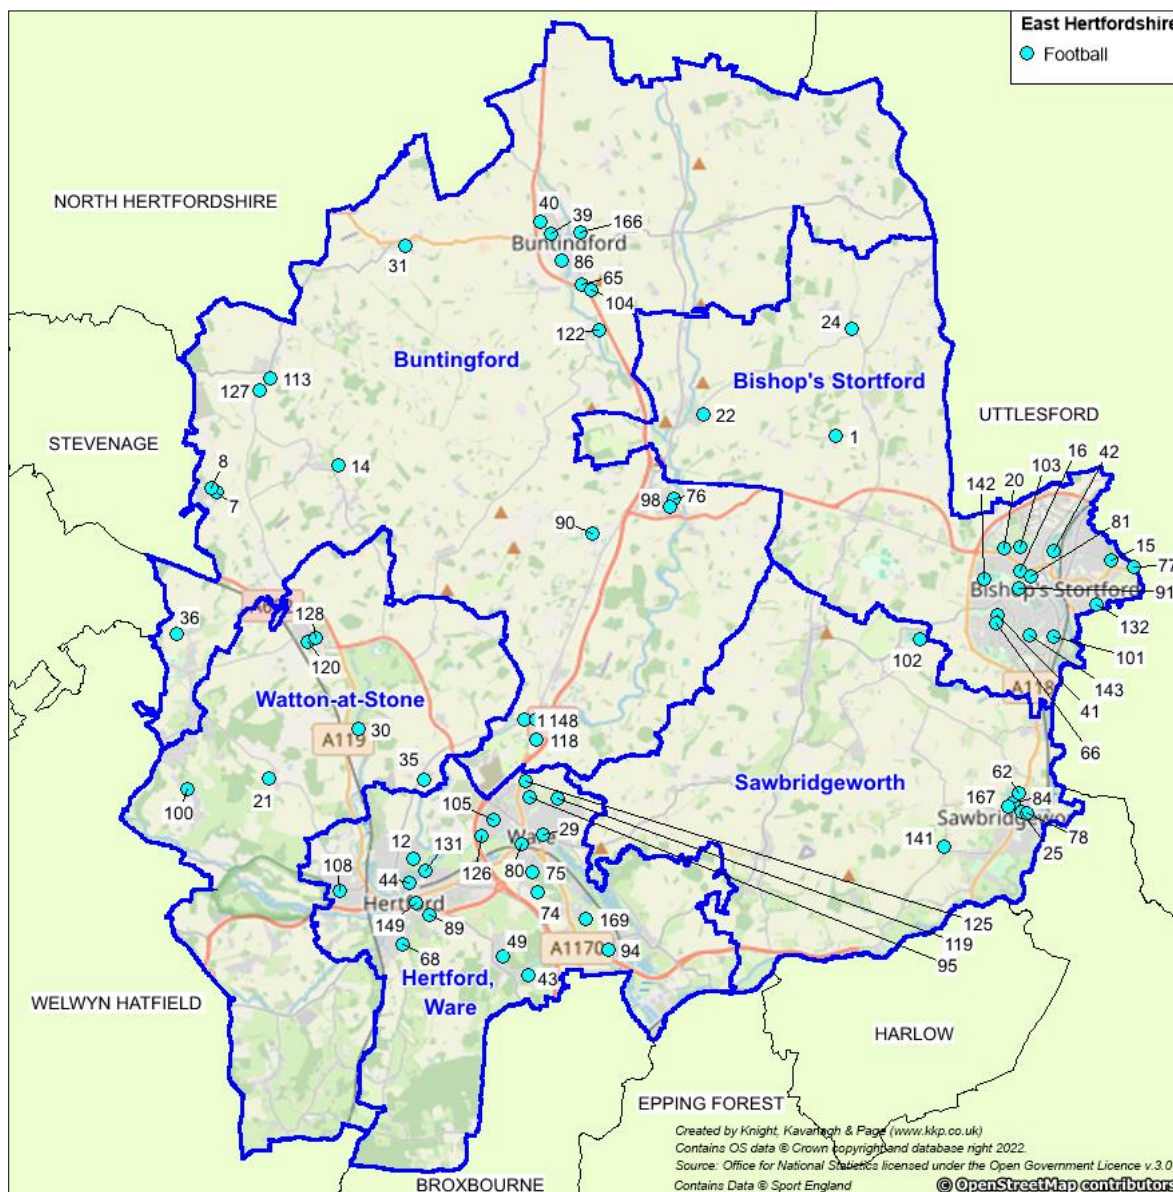 East Hertfordshire
Football
NORTH HERTFORDSHIRE
40
39
166
Buntingford
31
86
65
104
24
122
Buntingford
Bishop's Stortford
113
127
UTTLESFORD
22
STEVENAGE
1
16
42
8
14
103
20
142
7
76
98
81
15
90
77
Bishop's Stortford
91
132
128
36
120
102
101
143
Watton-at-Stone
A118
41
148
30
118
66
A119
35
Sawbridgeworth
62
21
100
167
84
105
Ware
29
141
78
25
12
131
126
80
75
108
44
Hertford
74
125
149
89
169
119
49
A1170
94
95
68
43
Hertford,
Ware
WELWYN HATFIELD
HARLOW
EPPING FOREST
Created by Knight, Kavanagh & Page (www.kkp.co.uk)
Contains OS data © Crown copyright and database right 2022.
Source: Office for National Statistics licensed under the Open Government Licence v.3.0
Contains Data © Sport England
BROXBOURNE
© OpenStreetMap contributors